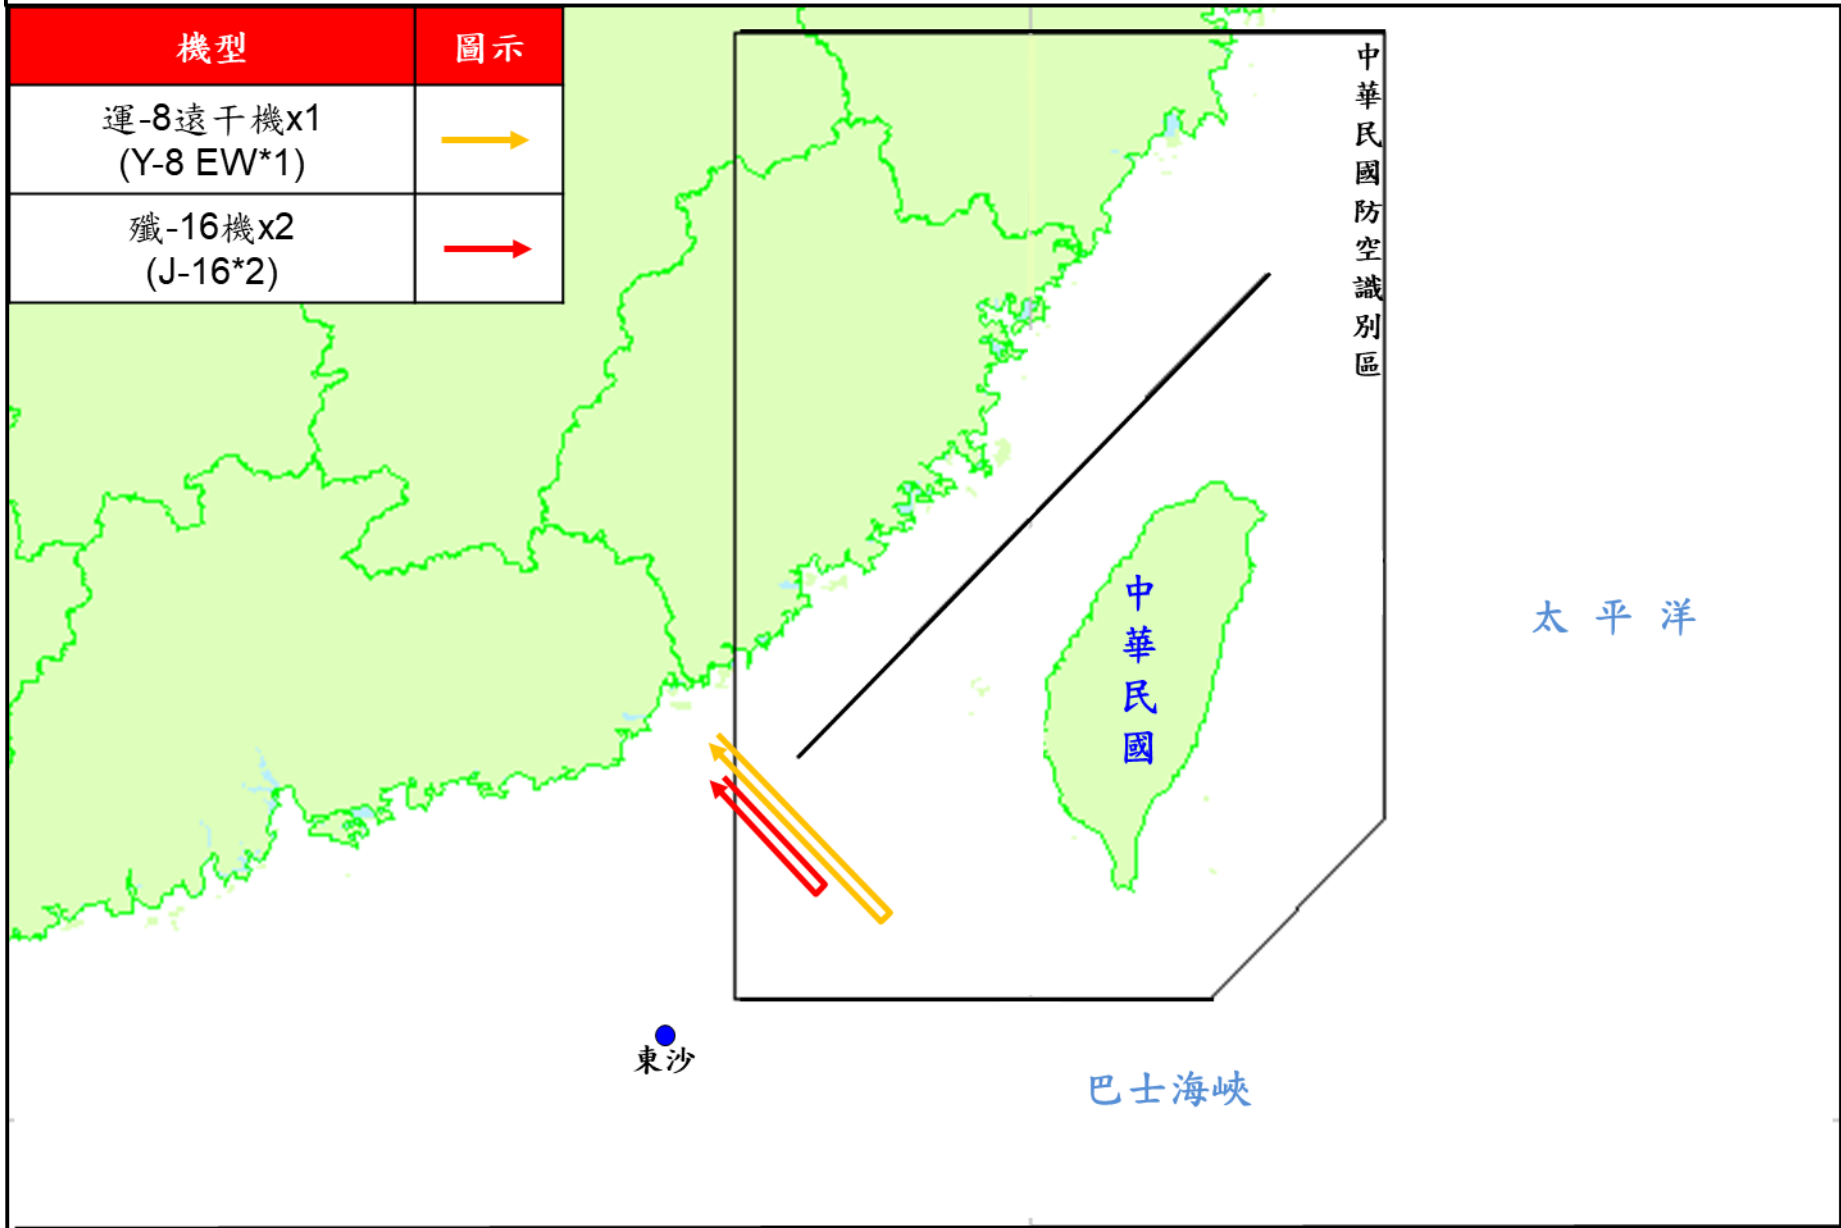 機型
圖示
運-8遠干機x1
(Y-8 EW*1)
殲-16機x2
(J-16*2)
中華民國防空識別區
中華民國
太平洋
東沙
巴士海峽